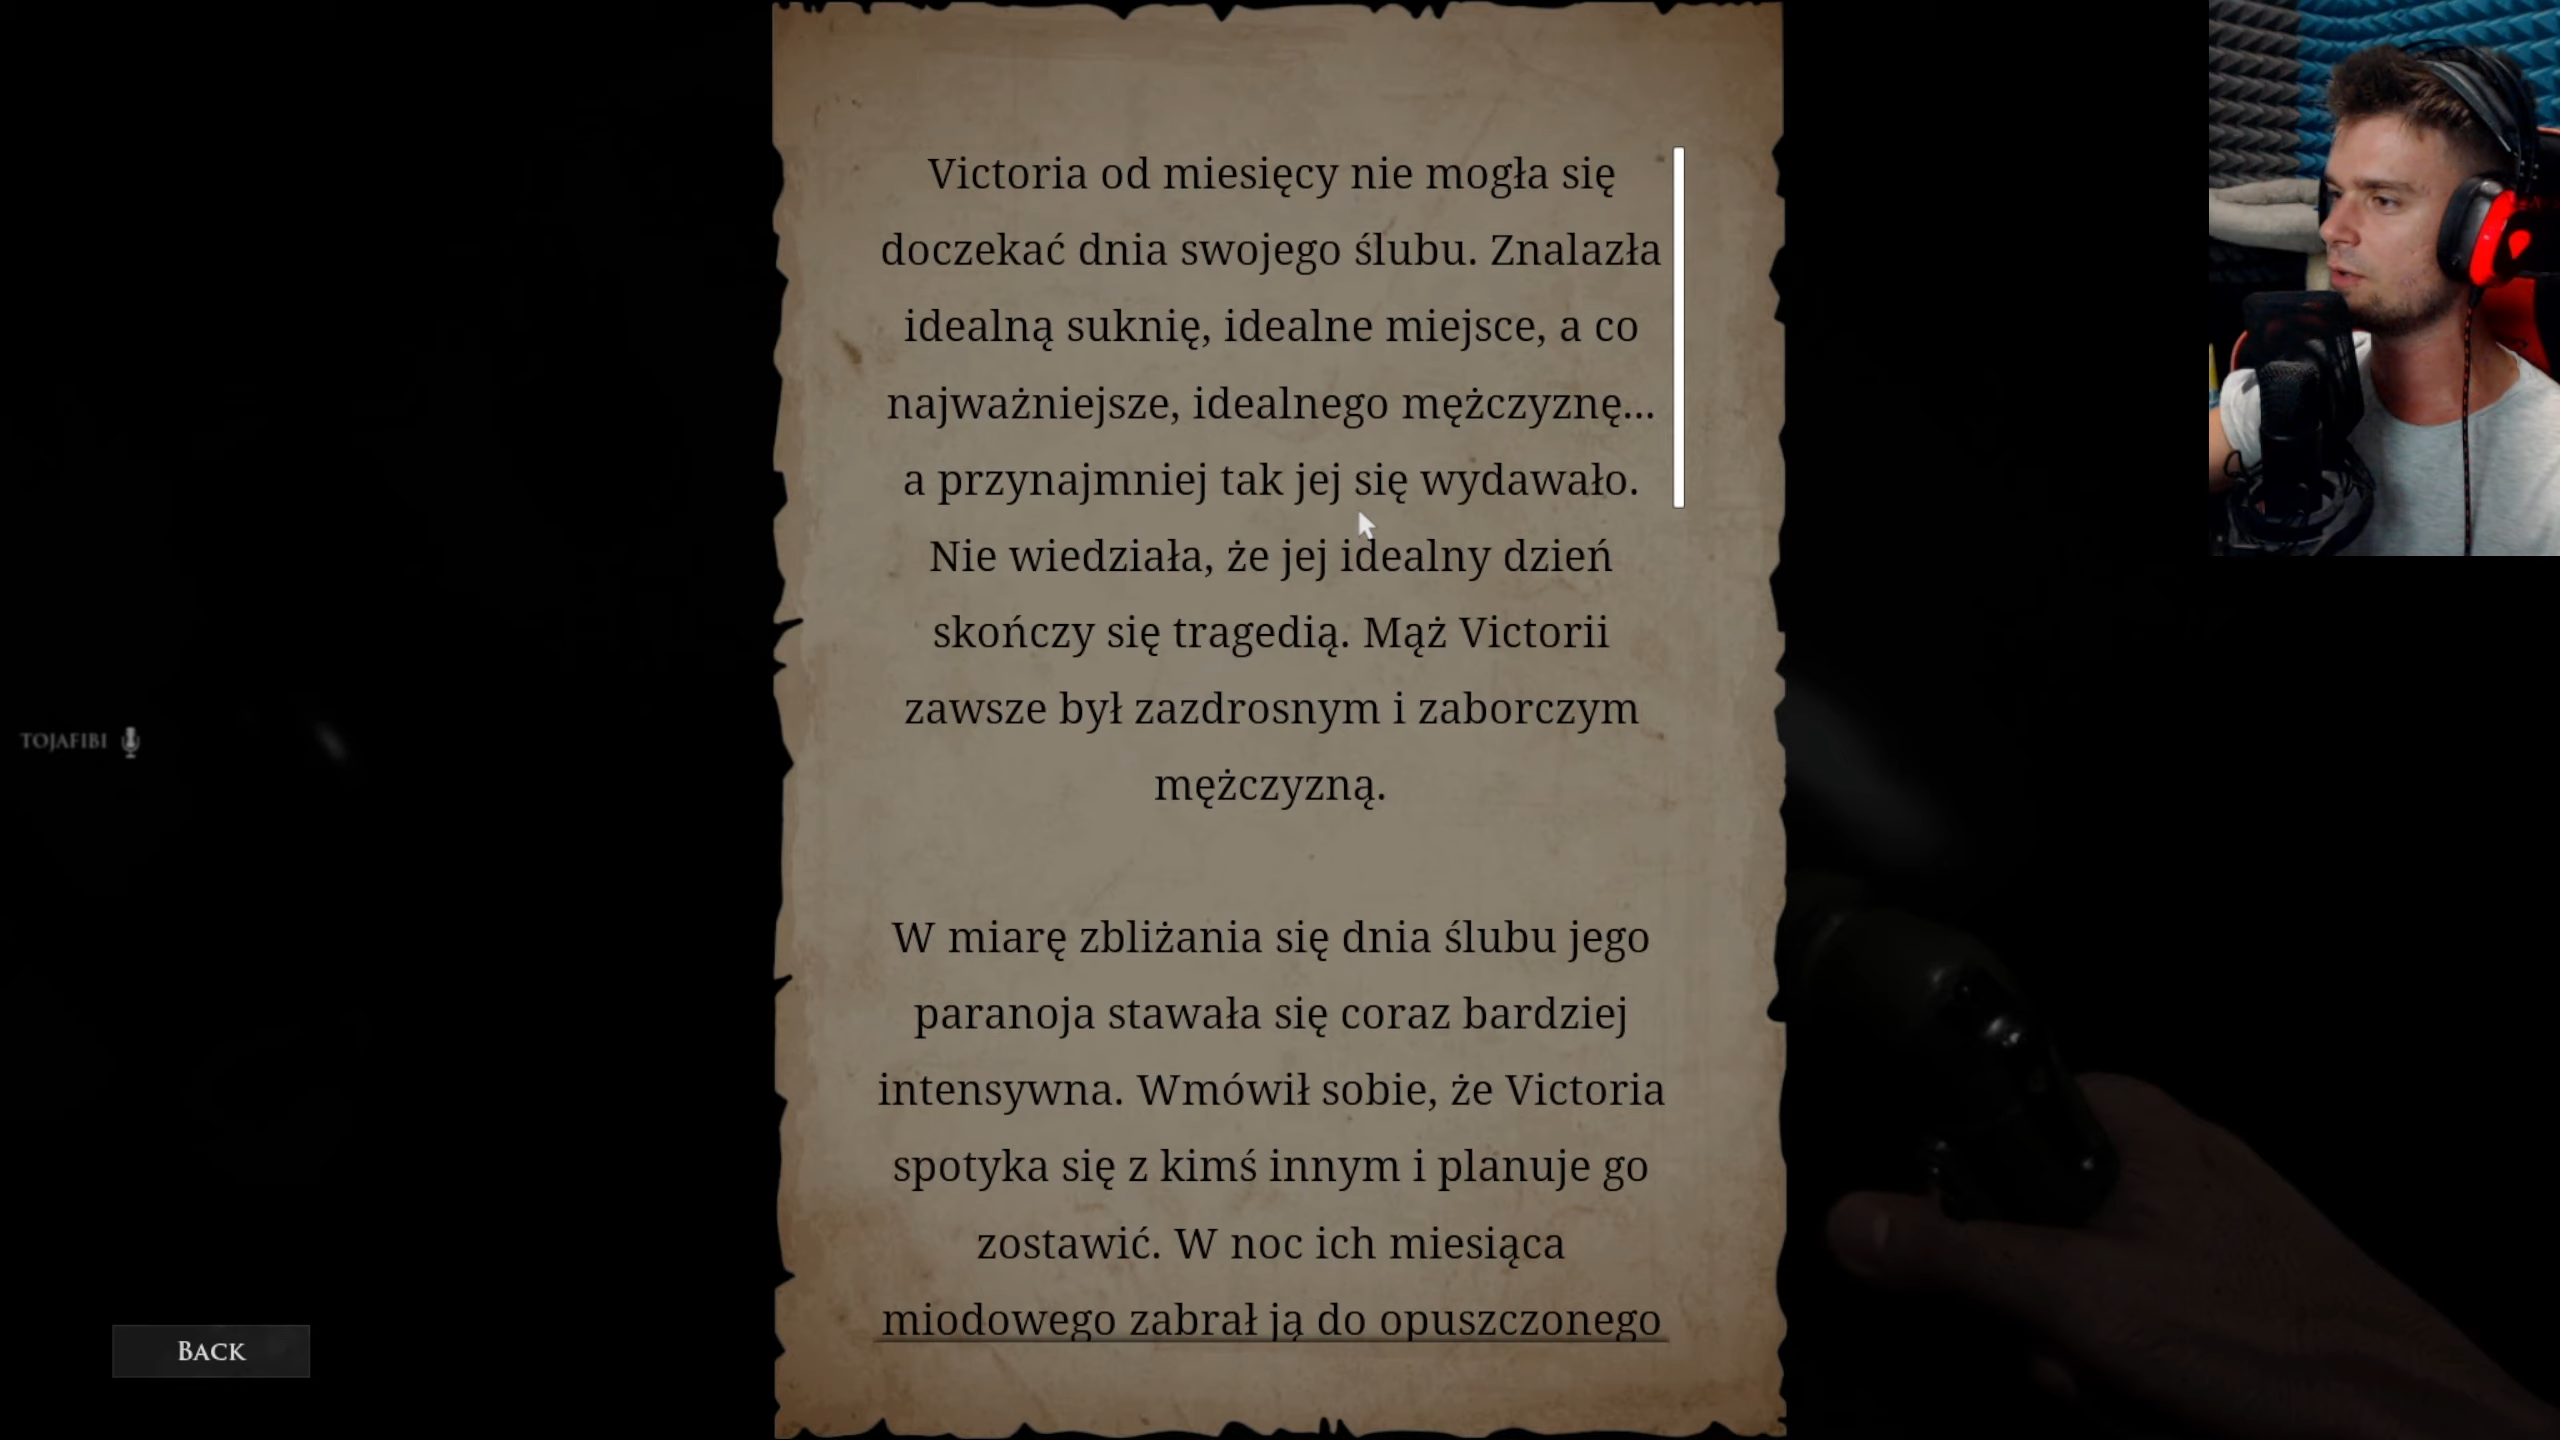 Victoria od miesięcy nie mogła się
doczekać dnia swojego ślubu. Znalazła
idealną suknię, idealne miejsce, a co
najważniejsze, idealnego mężczyznę...
a przynajmniej tak jej się wydawało.
Nie wiedziała, że jej idealny dzień
skończy się tragedią. Mąż Victorii
zawsze był zazdrosnym i zaborczym
mężczyzną.
W miarę zbliżania się dnia ślubu jego
paranoja stawała się coraz bardziej
intensywna. Wmówił sobie, że Victoria
spotyka się z kimś innym i planuje go
zostawić. W noc ich miesiąca
miodowego zabrał ją do opuszczonego
TOJAFIBI
BACK